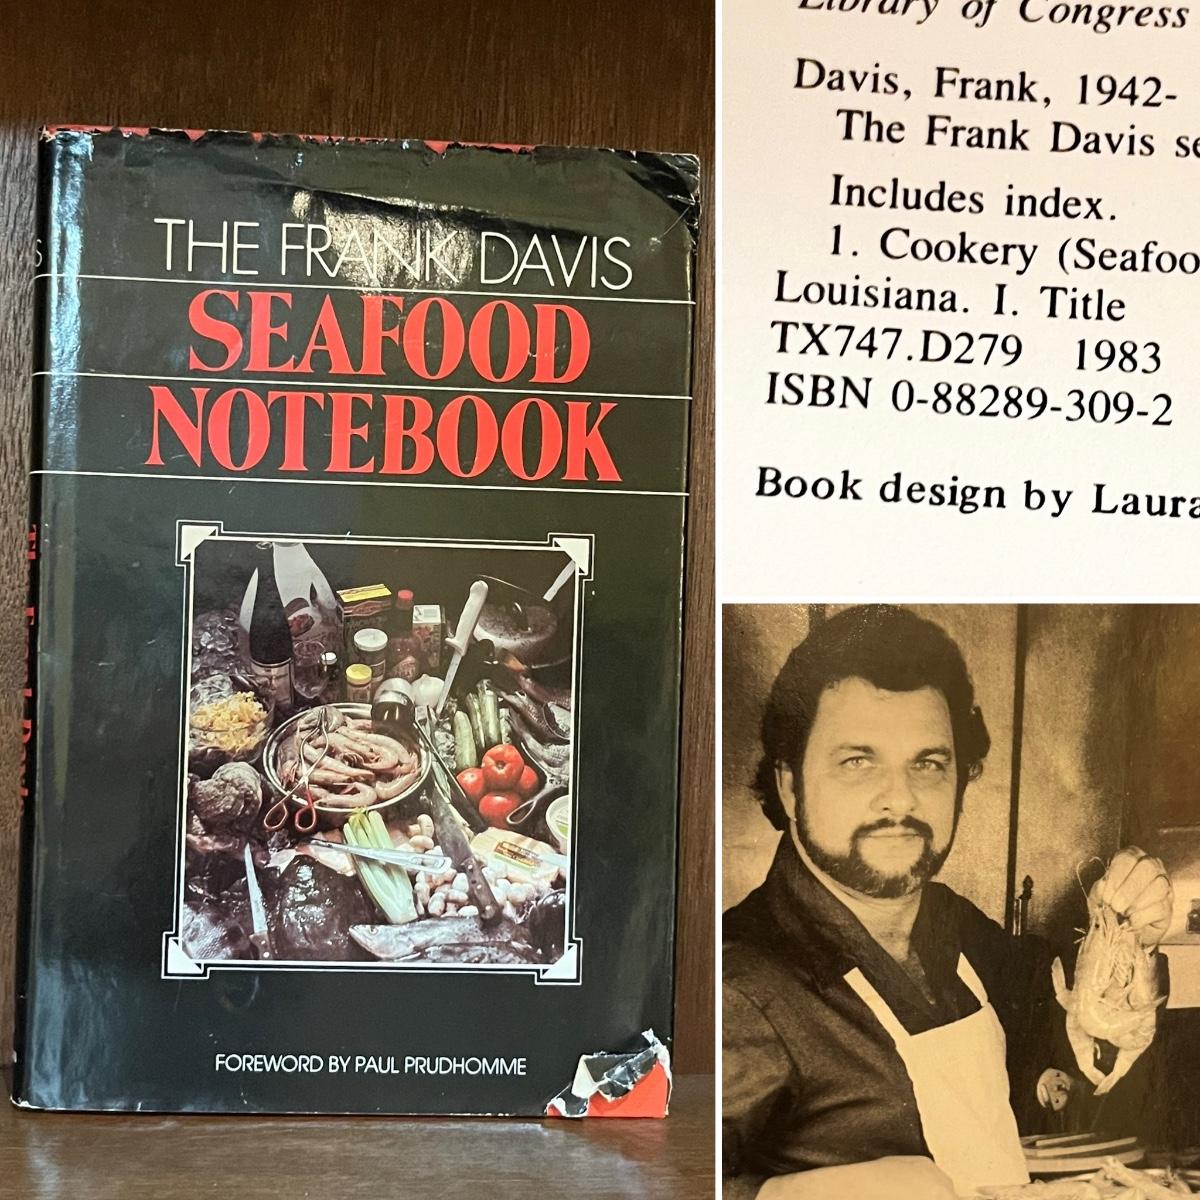 THE FRANK DAVIS
SEAFOOD
NOTEBOOK
FOREWORD BY PAUL PRUDHOMME
Library of Congress
Davis, Frank, 1942-
The Frank Davis se
Includes index.
1. Cookery (Seafoo
Louisiana. I. Title
TX747.D279 1983
ISBN 0-88289-309-2
Book design by Laura